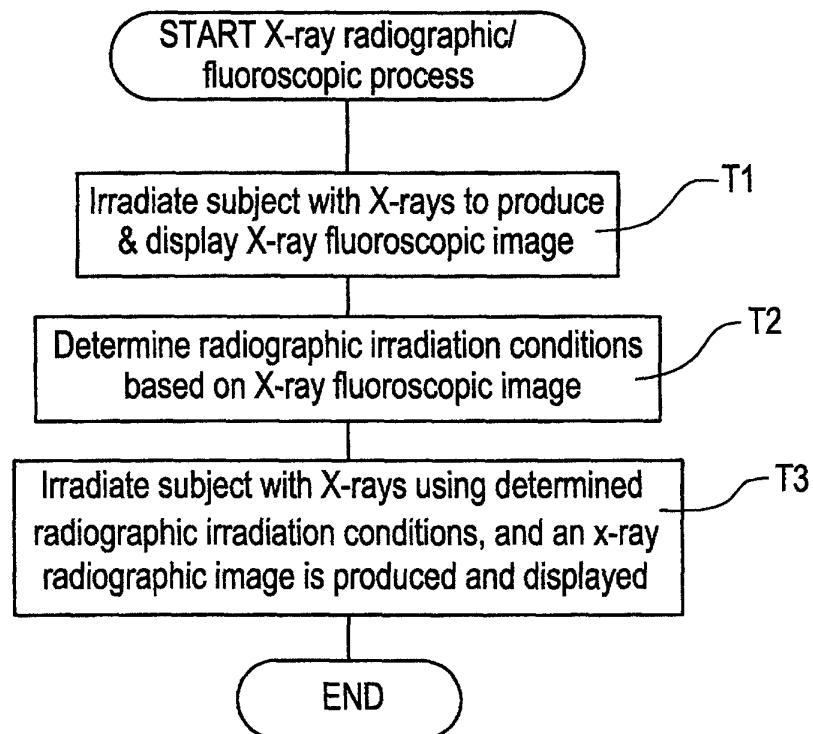 START X-ray radiographic/
fluoroscopic process
T1
Irradiate subject with X-rays to produce
& display X-ray fluoroscopic image
T2
Determine radiographic irradiation conditions
based on X-ray fluoroscopic image
T3
Irradiate subject with X-rays using determined
radiographic irradiation conditions, and an x-ray
radiographic image is produced and displayed
END